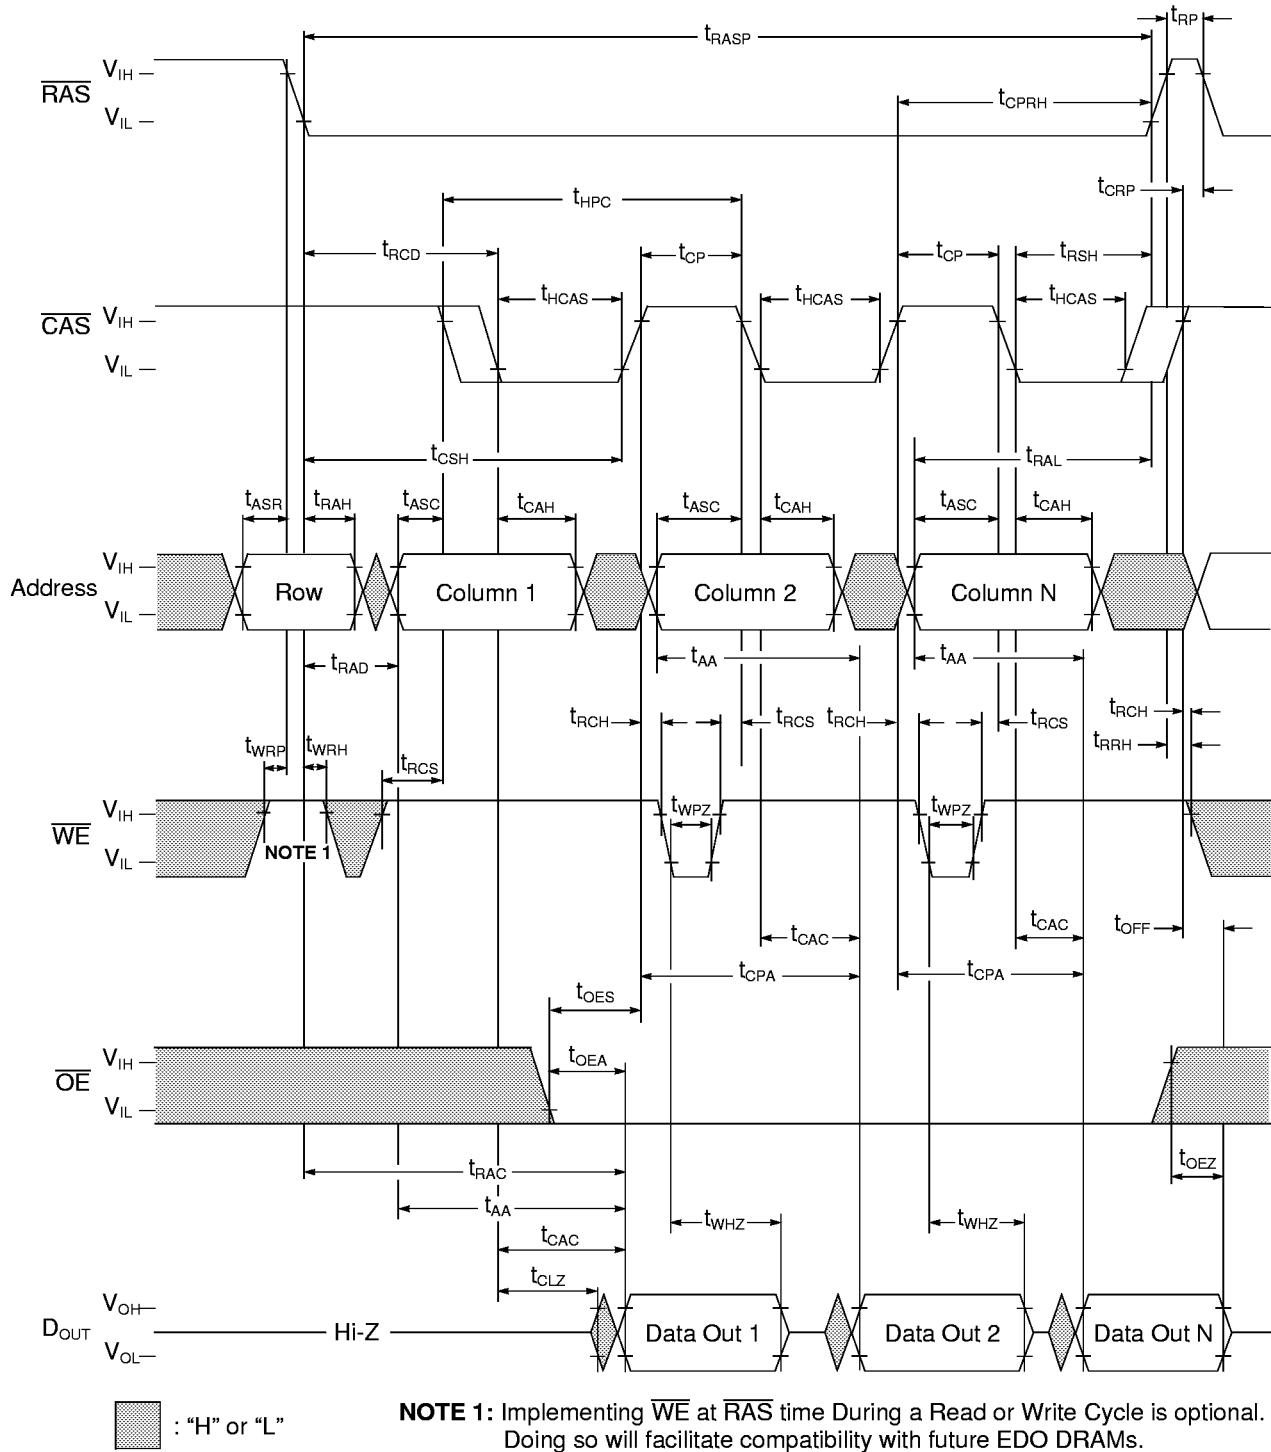 tRP
tRASP
VIH
RAS
tCPRH
VIL
tCRP
tHPC
tRCD tCP tCP tRSH
tHCAS tHCAS tHCAS
CAS VIH
VIL
tCSH tRAL
tASR tRAH tASC tCAH tASC tCAH tASC tCAH
VIH
Address Row Column 1 Column 2 Column N
VIL
tRAD tAA tAA
tRCH tRCS tRCH tRCS tRCH
tWRP tWRH tRCS tRRH
VIH
WE tWPZ tWPZ
NOTE 1
VIL
tCAC tCAC tOFF
tCPA tCPA
tOES
VIH tOEA
OE
VIL
tRAC tOEZ
tAA
tWHZ tWHZ
tCAC
tCLZ
VOH
DOUT Hi-Z Data Out 1 Data Out 2 Data Out N
VOL
: “H” or “L”
NOTE 1: Implementing WE at RAS time During a Read or Write Cycle is optional.
Doing so will facilitate compatibility with future EDO DRAMs.